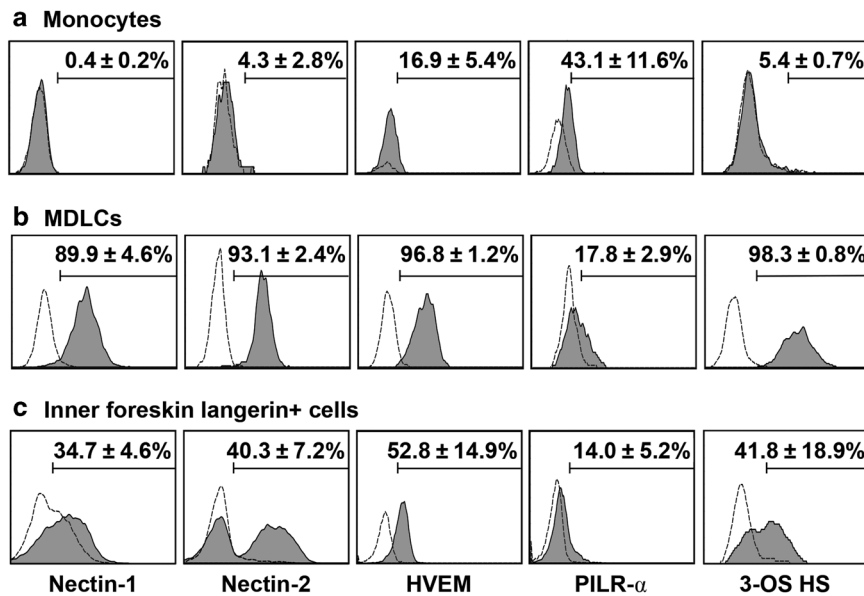 a Monocytes
0.4 ± 0.2% 4.3 ± 2.8% 16.9 ± 5.4% 43.1 ± 11.6% 5.4 ± 0.7%
b MDLCs
89.9 ± 4.6% 93.1 ± 2.4% 96.8 ± 1.2% 17.8 ± 2.9% 98.3 ± 0.8%
c Inner foreskin langerin+ cells
34.7 ± 4.6% 40.3 ± 7.2% 52.8 ± 14.9% 14.0 ± 5.2% 41.8 ± 18.9%
Nectin-1 Nectin-2 HVEM PILR-α 3-OS HS